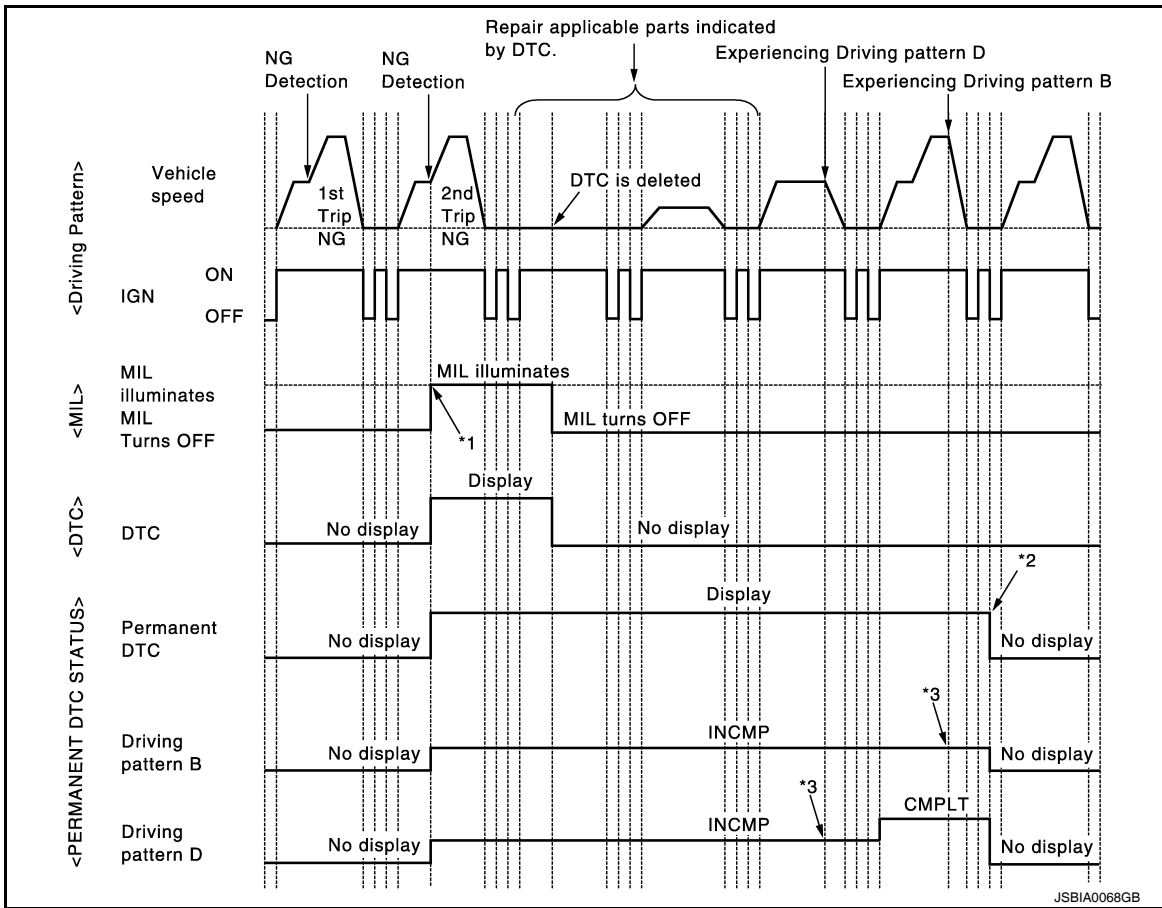 Repair applicable parts indicated
by DTC.
Experiencing Driving pattern D
NG
Detection
NG
Detection
Experiencing Driving pattern B
<Driving Pattern>
Vehicle
speed
1st
Trip
NG
2nd
Trip
NG
DTC is deleted
IGN
ON
OFF
<MIL>
MIL
illuminates
MIL
Turns OFF
MIL illuminates
*1
MIL turns OFF
<DTC>
DTC
No display
Display
No display
<PERMANENT DTC STATUS>
Permanent
DTC
No display
Display
*2
No display
Driving
pattern B
No display
INCMP
*3
No display
Driving
pattern D
No display
INCMP
*3
CMPLT
No display
JSBIA0068GB